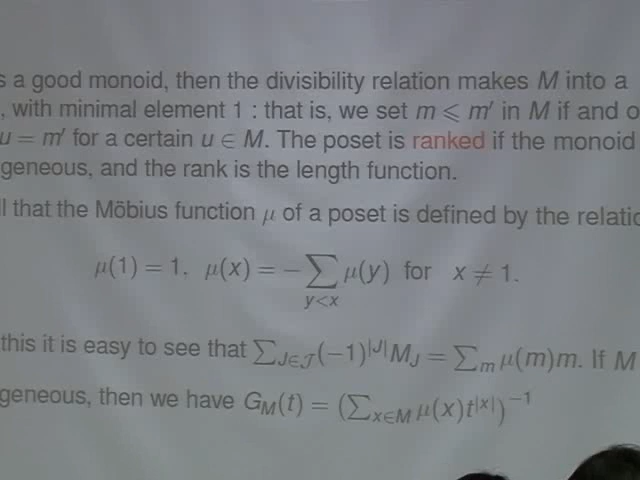 s a good monoid, then the divisibility relation makes M into a
, with minimal element 1 : that is, we set m ⩽ m′ in M if and o
u = m′ for a certain u ∈ M. The poset is ranked if the monoid
geneous, and the rank is the length function.
ll that the Möbius function μ of a poset is defined by the relatio
μ(1) = 1, μ(x) = −∑_{y<x} μ(y) for x ≠ 1.
this it is easy to see that ∑_{J∈𝒥}(−1)^{|J|}M_J = ∑_m μ(m)m. If M
geneous, then we have G_M(t) = (∑_{x∈M} μ(x)t^{|x|})^{−1}